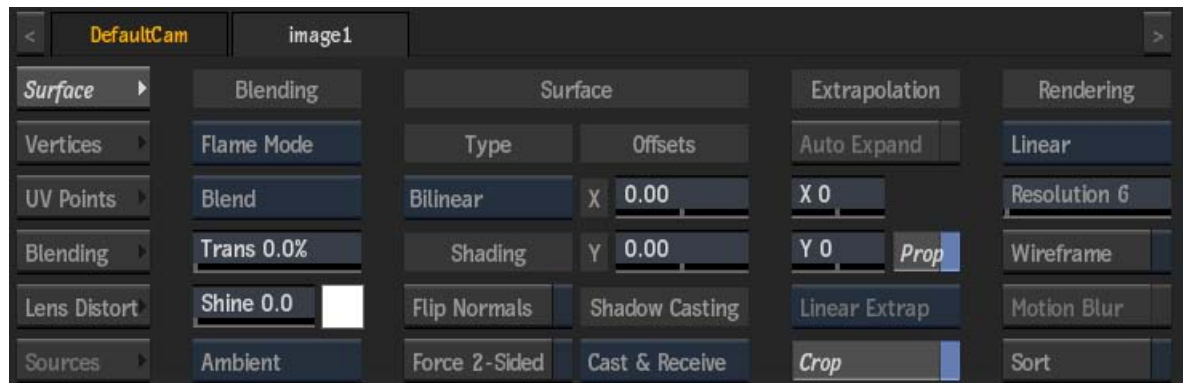 < DefaultCam image1 >
Surface Blending Surface Extrapolation Rendering
Vertices Flame Mode Type Offsets Auto Expand Linear
UV Points Blend Bilinear X 0.00 X 0 Resolution 6
Blending Trans 0.0% Shading Y 0.00 Y 0 Prop Wireframe
Lens Distort Shine 0.0 Flip Normals Shadow Casting Linear Extrap Motion Blur
Sources Ambient Force 2-Sided Cast & Receive Crop Sort